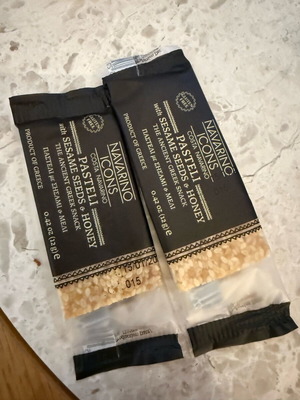 NAVARINO
ICONS
COSTA NAVARINO
PASTELI
with SESAME SEEDS & HONEY
THE ANCIENT GREEK SNACK
ΠΑΣΤΕΛΙ με ΣΗΣΑΜΙ & ΜΕΛΙ
PRODUCT OF GREECE
0.42 OZ (12g)e
015
NAVARINO
ICONS
COSTA NAVARINO
PASTELI
with SESAME SEEDS & HONEY
THE ANCIENT GREEK SNACK
ΠΑΣΤΕΛΙ με ΣΗΣΑΜΙ & ΜΕΛΙ
PRODUCT OF GREECE
0.42 OZ (12g)e